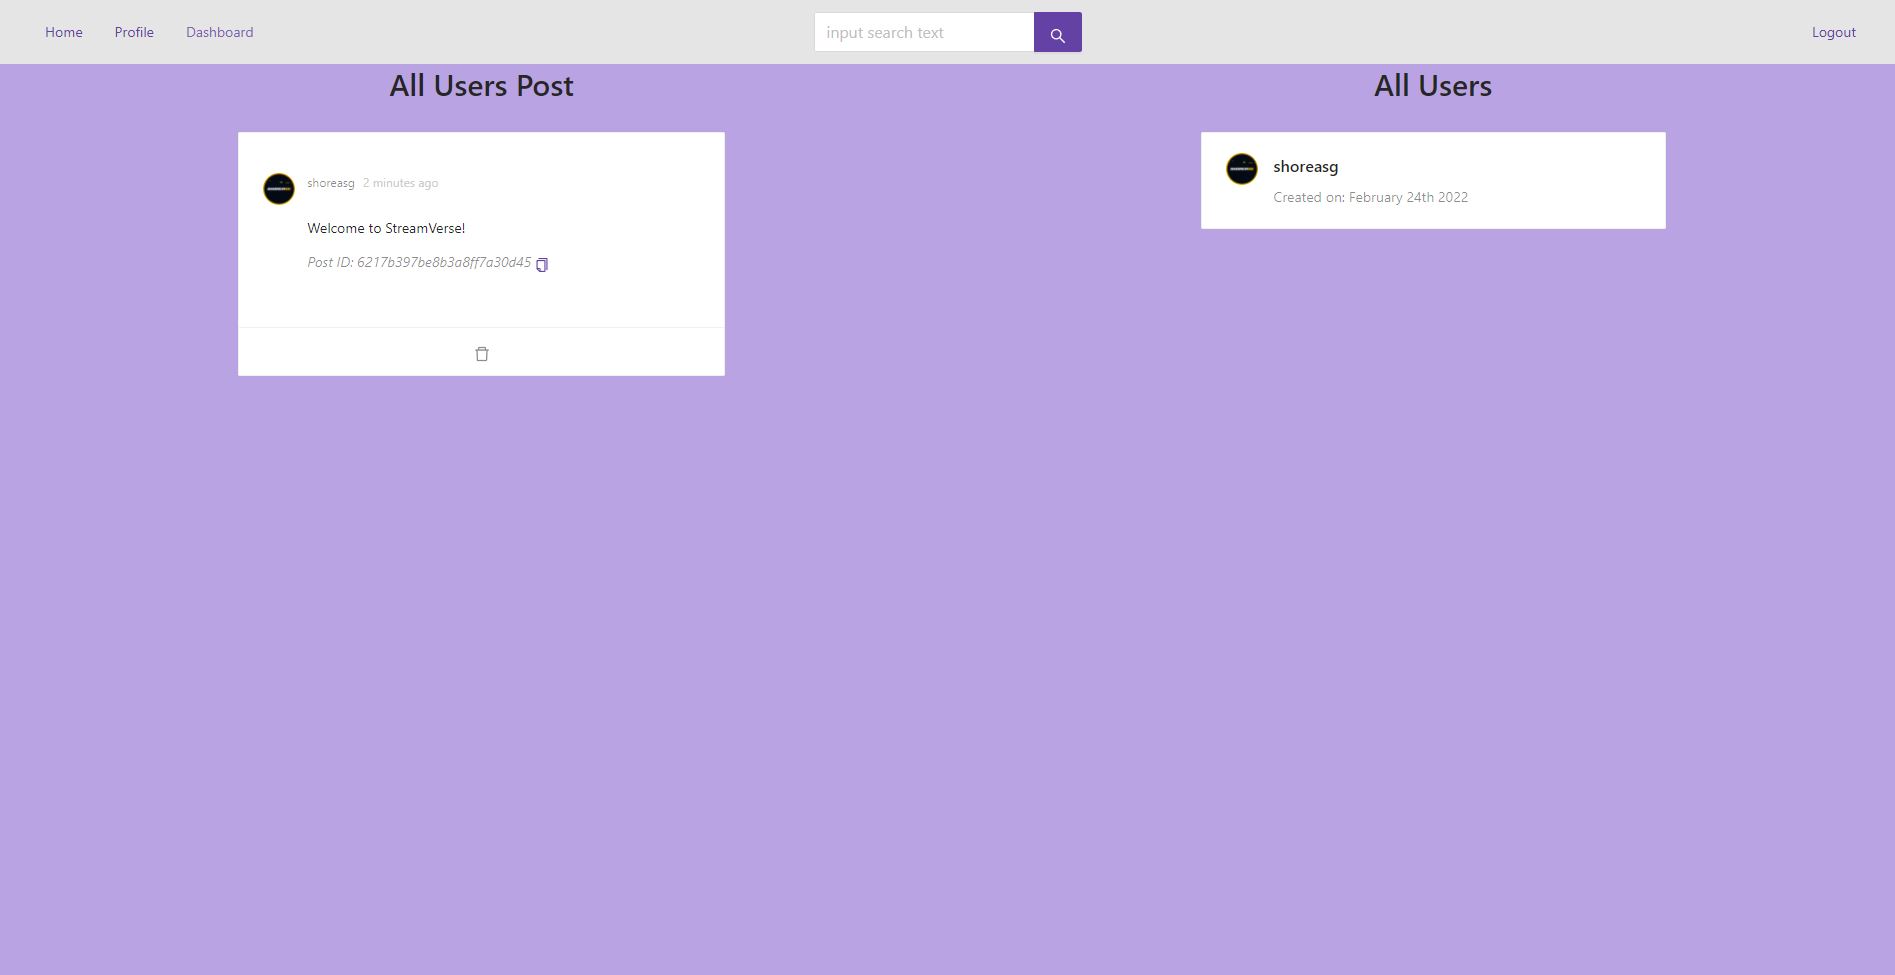 Home Profile Dashboard input search text Logout
All Users Post
shoreasg 2 minutes ago
Welcome to StreamVerse!
Post ID: 6217b397be8b3a8ff7a30d45
All Users
shoreasg
Created on: February 24th 2022